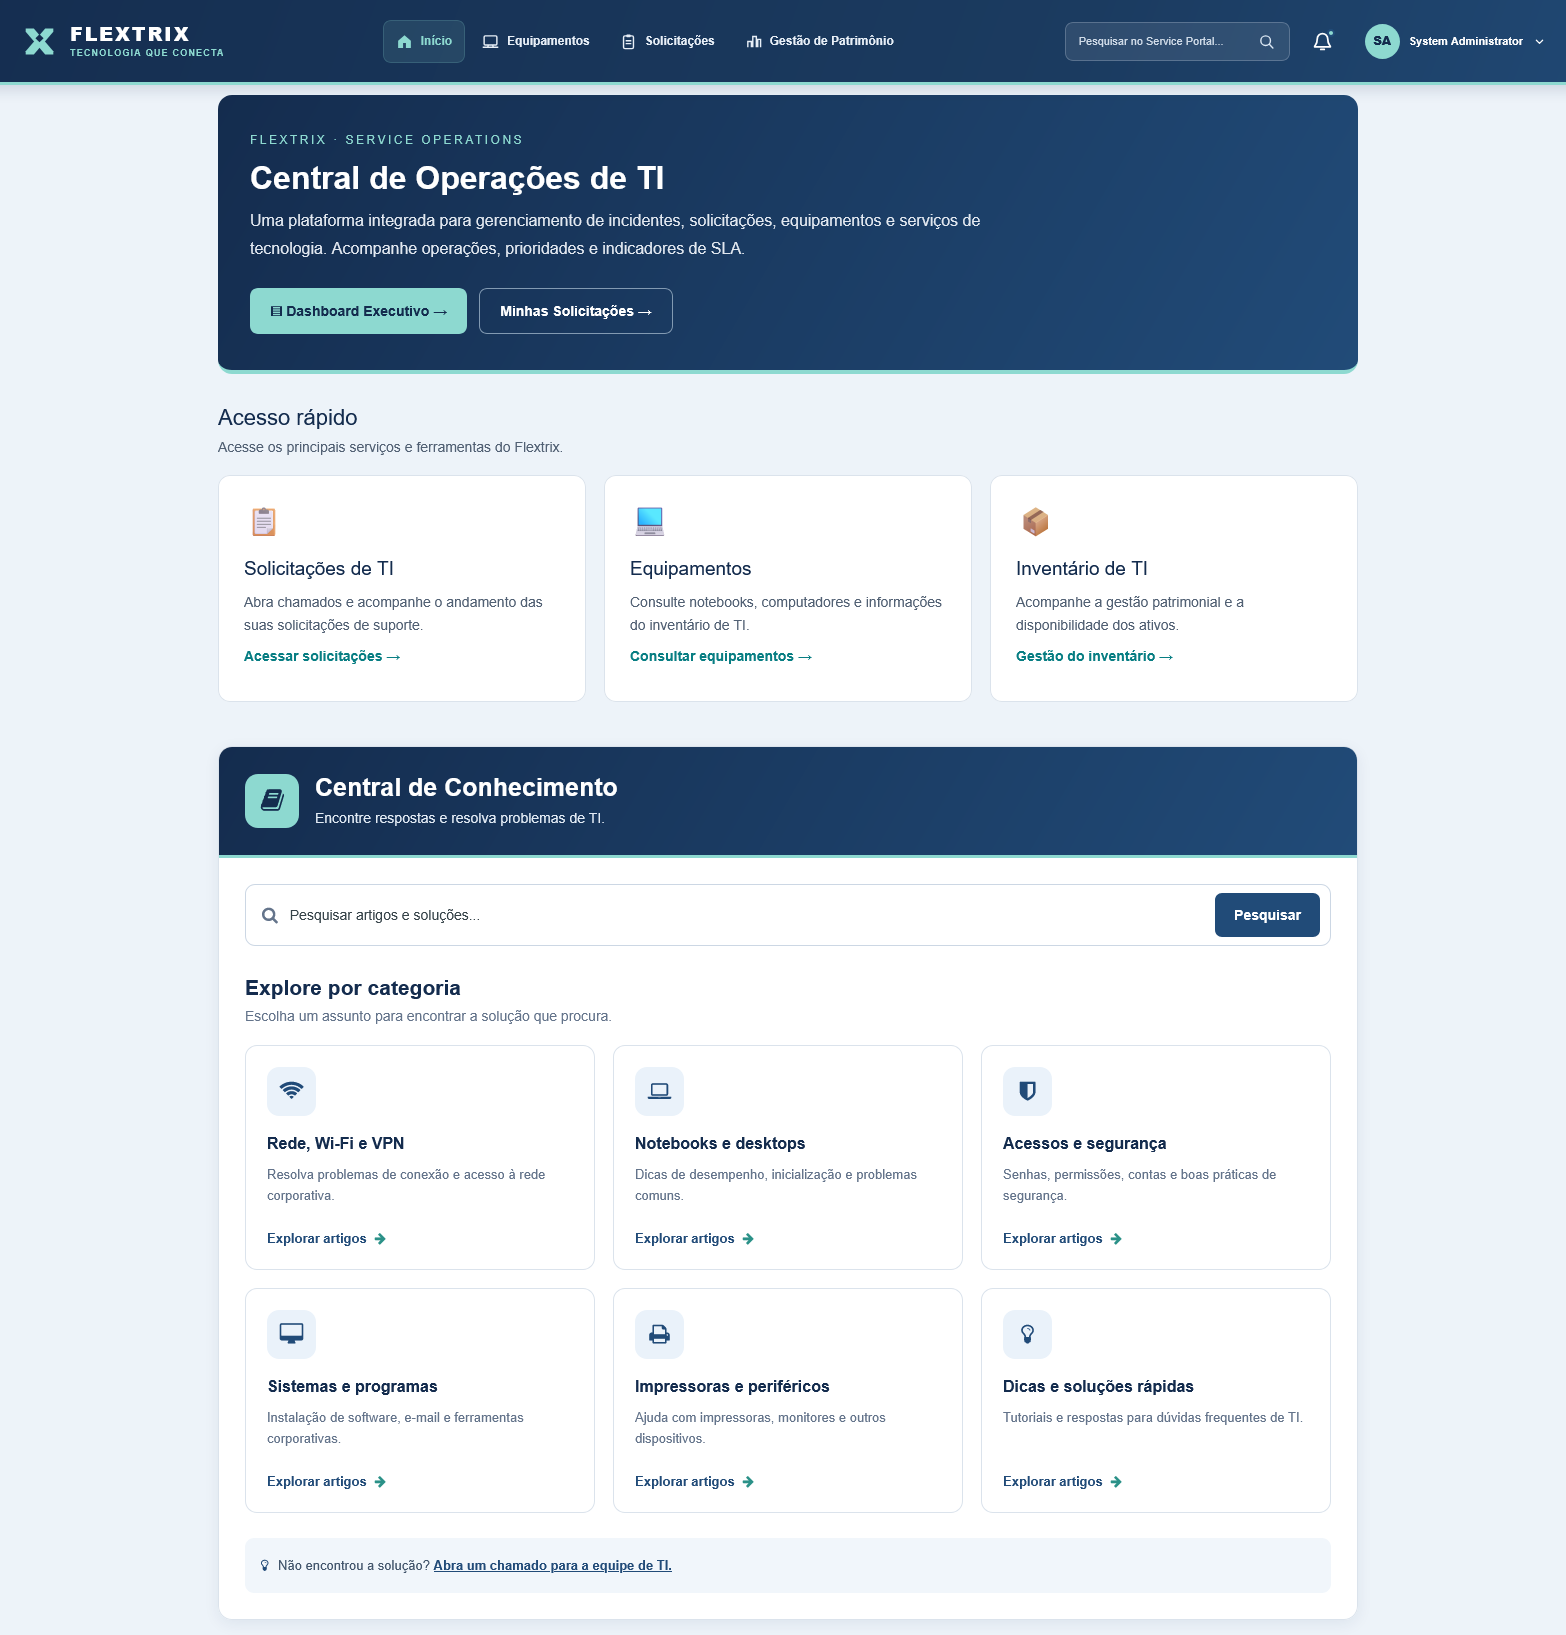 FLEXTRIX
TECNOLOGIA QUE CONECTA
Início
Equipamentos
Solicitações
Gestão de Patrimônio
Pesquisar no Service Portal...
SA
System Administrator
FLEXTRIX · SERVICE OPERATIONS
Central de Operações de TI
Uma plataforma integrada para gerenciamento de incidentes, solicitações, equipamentos e serviços de
tecnologia. Acompanhe operações, prioridades e indicadores de SLA.
Dashboard Executivo →
Minhas Solicitações →
Acesso rápido
Acesse os principais serviços e ferramentas do Flextrix.
Solicitações de TI
Abra chamados e acompanhe o andamento das
suas solicitações de suporte.
Acessar solicitações →
Equipamentos
Consulte notebooks, computadores e informações
do inventário de TI.
Consultar equipamentos →
Inventário de TI
Acompanhe a gestão patrimonial e a
disponibilidade dos ativos.
Gestão do inventário →
Central de Conhecimento
Encontre respostas e resolva problemas de TI.
Pesquisar artigos e soluções...
Pesquisar
Explore por categoria
Escolha um assunto para encontrar a solução que procura.
Rede, Wi-Fi e VPN
Resolva problemas de conexão e acesso à rede
corporativa.
Explorar artigos
Notebooks e desktops
Dicas de desempenho, inicialização e problemas
comuns.
Explorar artigos
Acessos e segurança
Senhas, permissões, contas e boas práticas de
segurança.
Explorar artigos
Sistemas e programas
Instalação de software, e-mail e ferramentas
corporativas.
Explorar artigos
Impressoras e periféricos
Ajuda com impressoras, monitores e outros
dispositivos.
Explorar artigos
Dicas e soluções rápidas
Tutoriais e respostas para dúvidas frequentes de TI.
Explorar artigos
Não encontrou a solução? Abra um chamado para a equipe de TI.